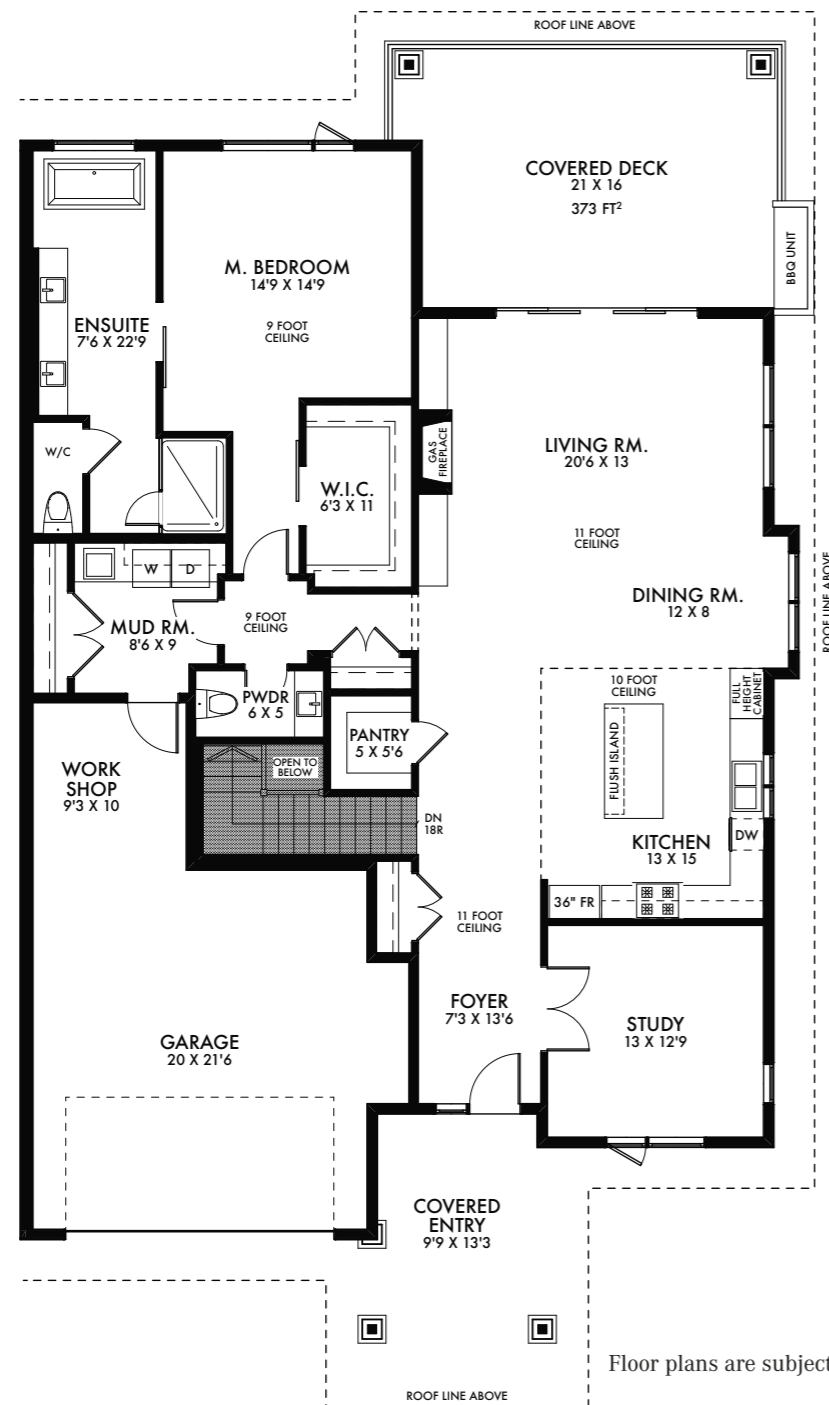 ROOF LINE ABOVE
COVERED DECK
21 X 16
373 FT²
BBQ UNIT
M. BEDROOM
14'9 X 14'9
9 FOOT
CEILING
ENSUITE
7'6 X 22'9
W/C
W.I.C.
6'3 X 11
GAS
FIREPLACE
LIVING RM.
20'6 X 13
11 FOOT
CEILING
DINING RM.
12 X 8
ROOF LINE ABOVE
W
D
MUD RM.
8'6 X 9
9 FOOT
CEILING
PWDR
6 X 5
PANTRY
5 X 5'6
10 FOOT
CEILING
FULL
HEIGHT
CABINET
FLUSH ISLAND
WORK
SHOP
9'3 X 10
OPEN TO
BELOW
DN
18R
KITCHEN
13 X 15
DW
36" FR
11 FOOT
CEILING
FOYER
7'3 X 13'6
STUDY
13 X 12'9
GARAGE
20 X 21'6
COVERED
ENTRY
9'9 X 13'3
Floor plans are subject
ROOF LINE ABOVE